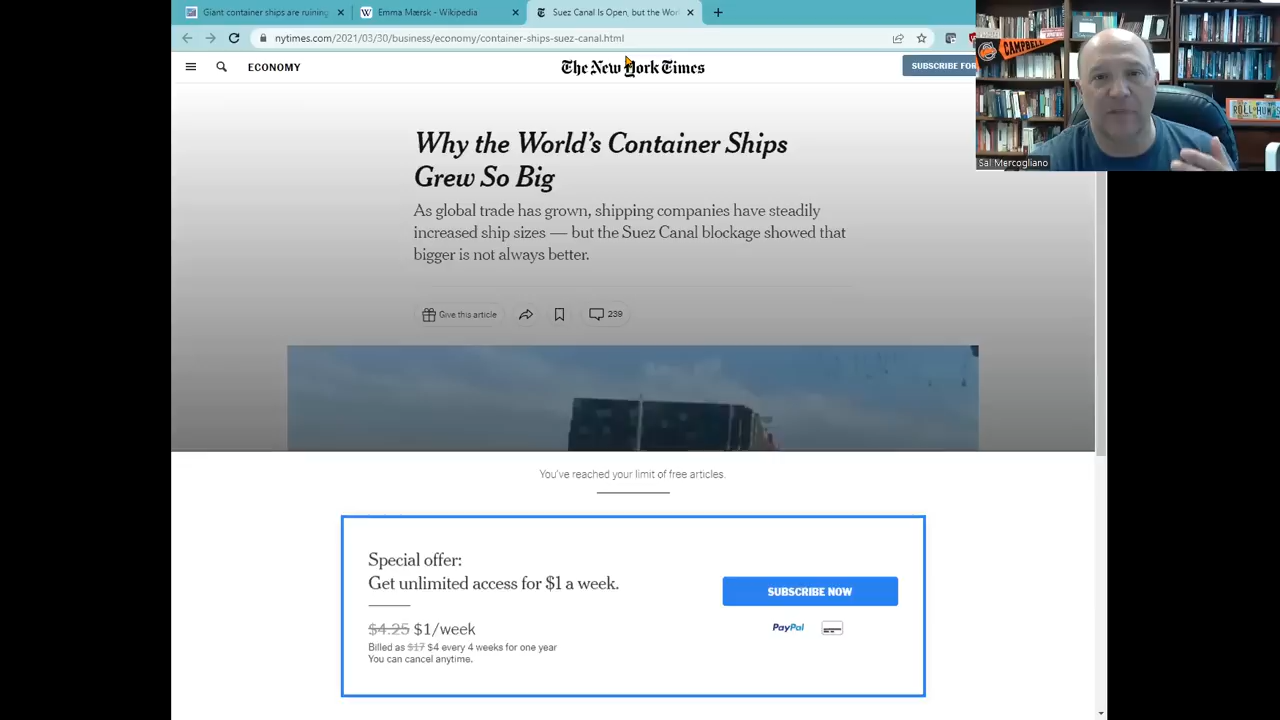 Giant container ships are ruining
Emma Mærsk - Wikipedia
Suez Canal Is Open, but the Wor
nytimes.com/2021/03/30/business/economy/container-ships-suez-canal.html
ECONOMY
The New York Times
SUBSCRIBE FOR
CAMPBELL
ROLL HUM
Sal Mercogliano
Why the World's Container Ships
Grew So Big
As global trade has grown, shipping companies have steadily
increased ship sizes — but the Suez Canal blockage showed that
bigger is not always better.
Give this article
239
You've reached your limit of free articles.
Special offer:
Get unlimited access for $1 a week.
$4.25 $1/week
Billed as $17 $4 every 4 weeks for one year
You can cancel anytime.
SUBSCRIBE NOW
PayPal